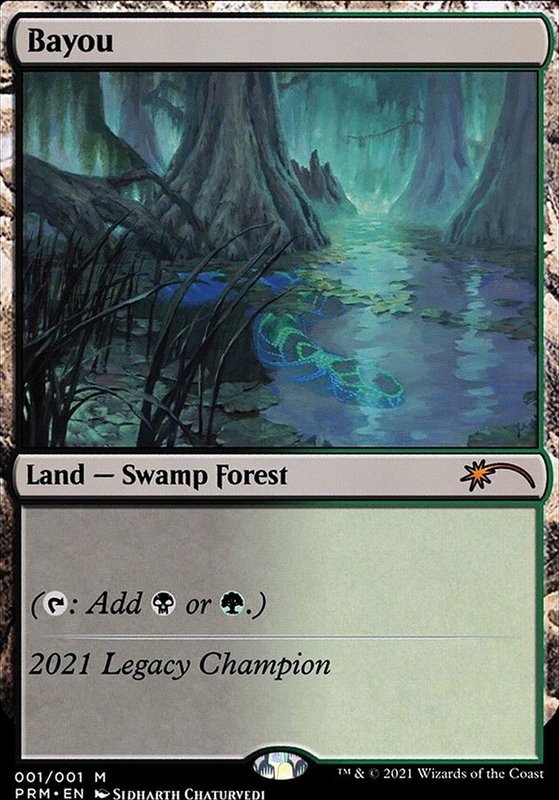 Bayou
Land — Swamp Forest
(: Add or .)
2021 Legacy Champion
001/001 M
PRM • EN Sidharth Chaturvedi
™ & © 2021 Wizards of the Coast